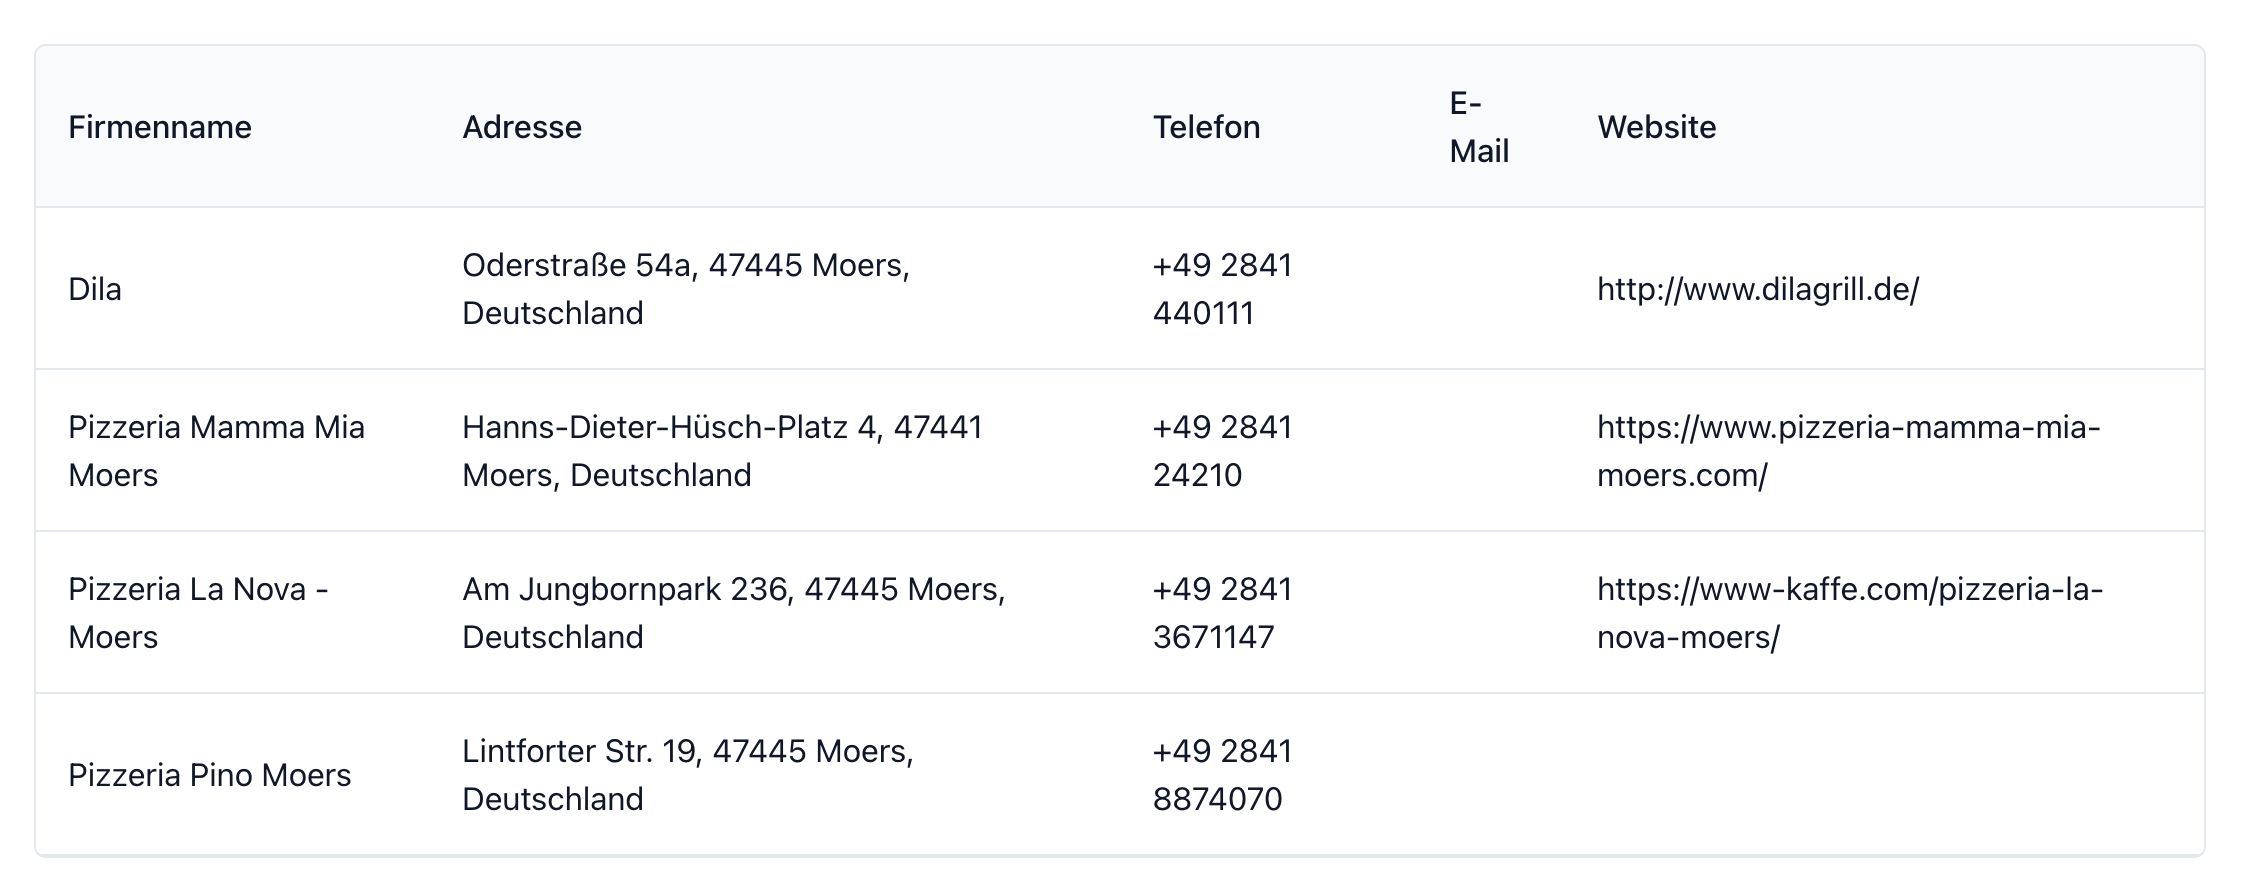 Firmenname
Adresse
Telefon
E-
Mail
Website
Dila
Oderstraße 54a, 47445 Moers,
Deutschland
+49 2841
440111
http://www.dilagrill.de/
Pizzeria Mamma Mia
Moers
Hanns-Dieter-Hüsch-Platz 4, 47441
Moers, Deutschland
+49 2841
24210
https://www.pizzeria-mamma-mia-
moers.com/
Pizzeria La Nova -
Moers
Am Jungbornpark 236, 47445 Moers,
Deutschland
+49 2841
3671147
https://www-kaffe.com/pizzeria-la-
nova-moers/
Pizzeria Pino Moers
Lintforter Str. 19, 47445 Moers,
Deutschland
+49 2841
8874070